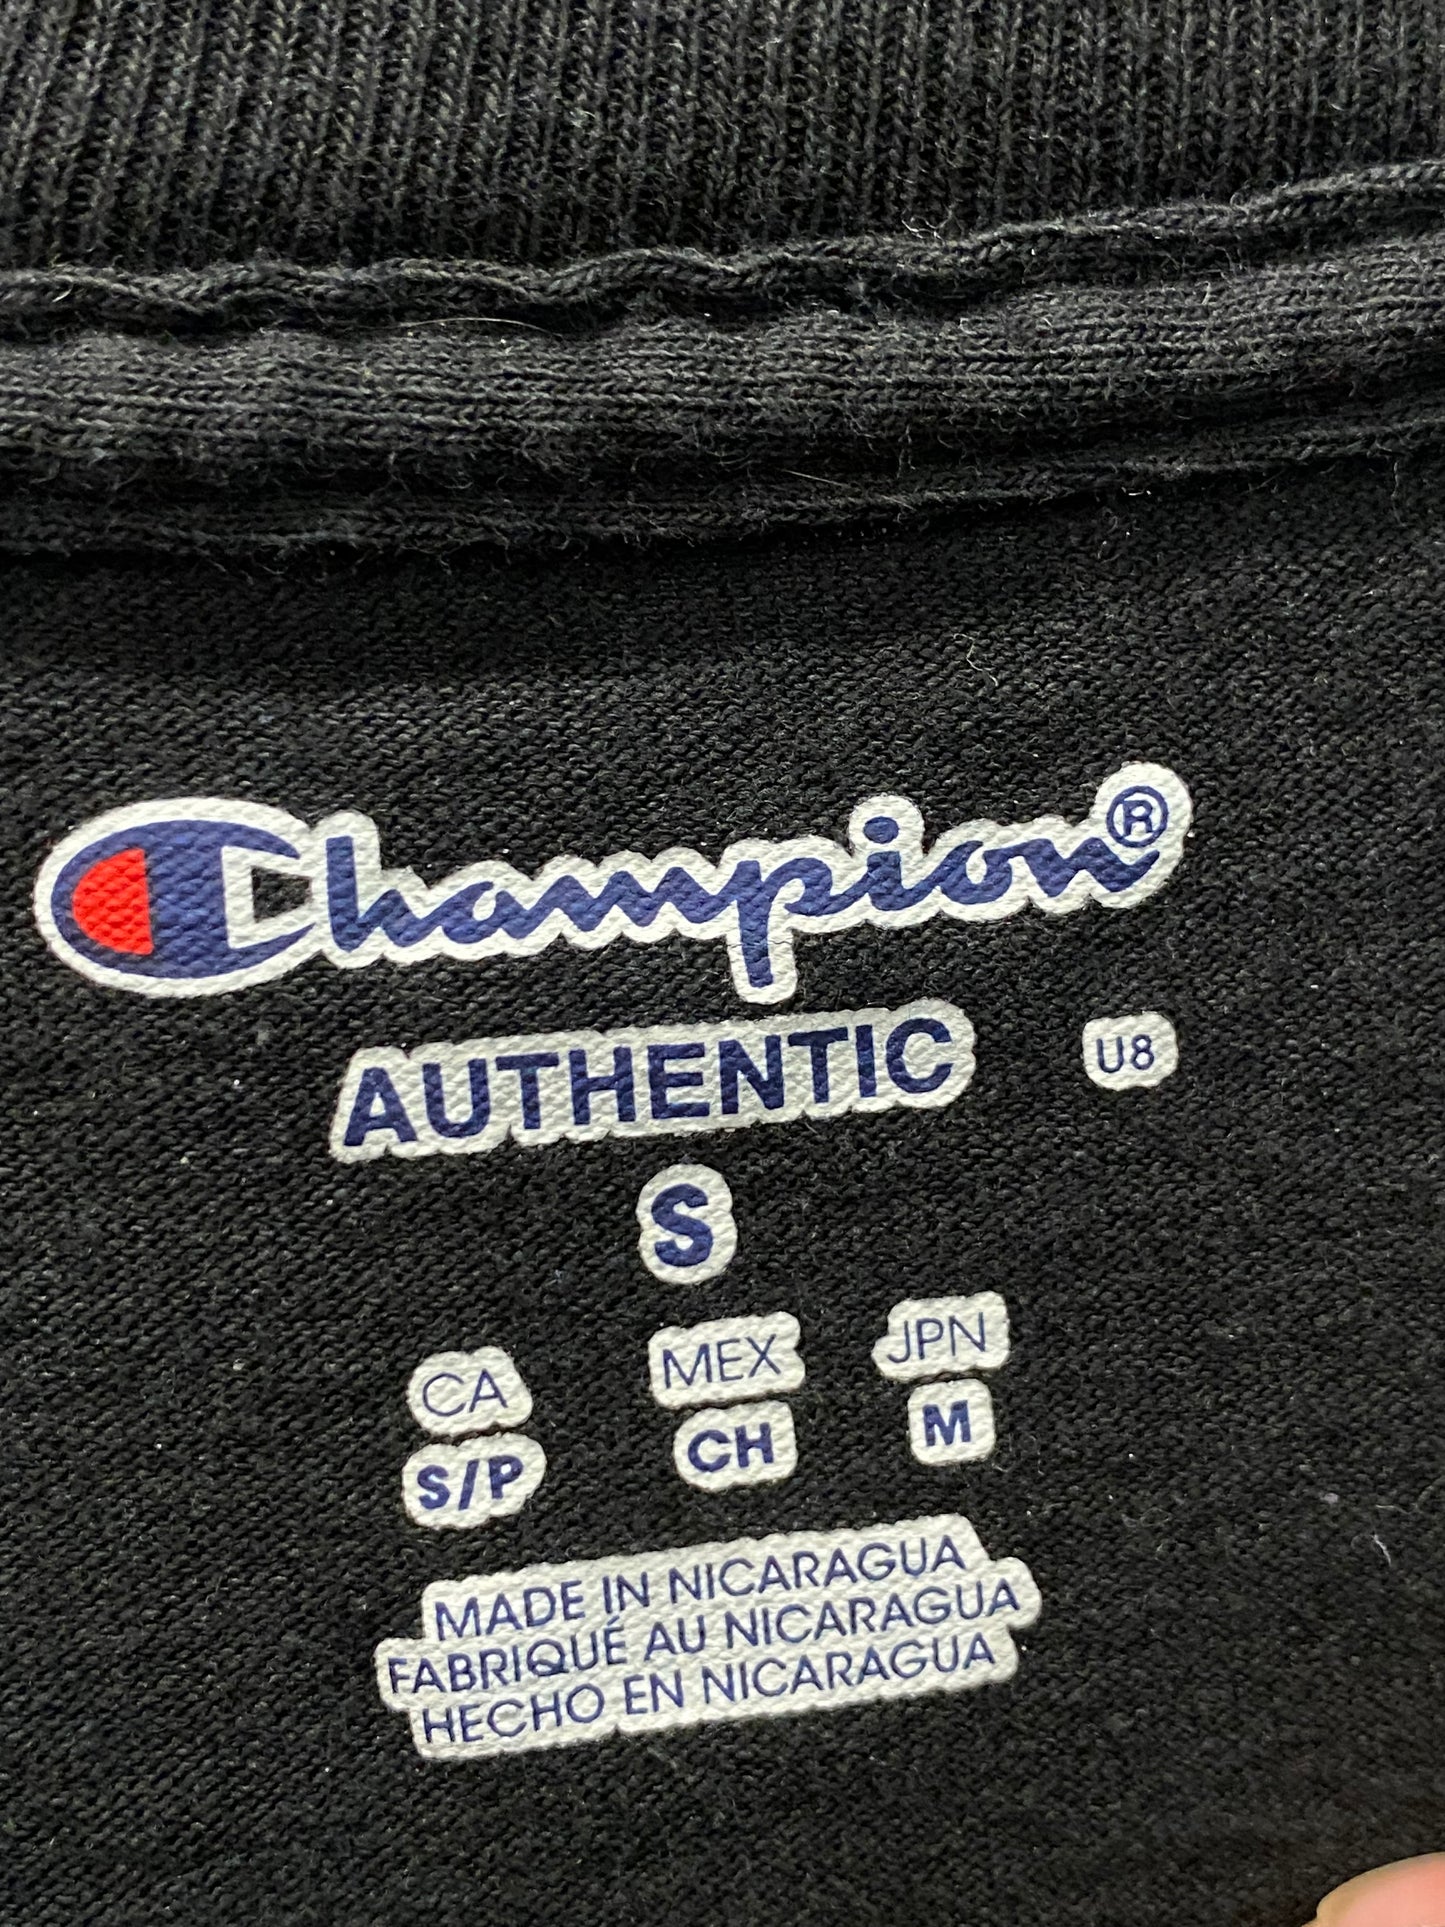 Champion®
AUTHENTIC U8
S
CA MEX JPN
S/P CH M
MADE IN NICARAGUA
FABRIQUÉ AU NICARAGUA
HECHO EN NICARAGUA